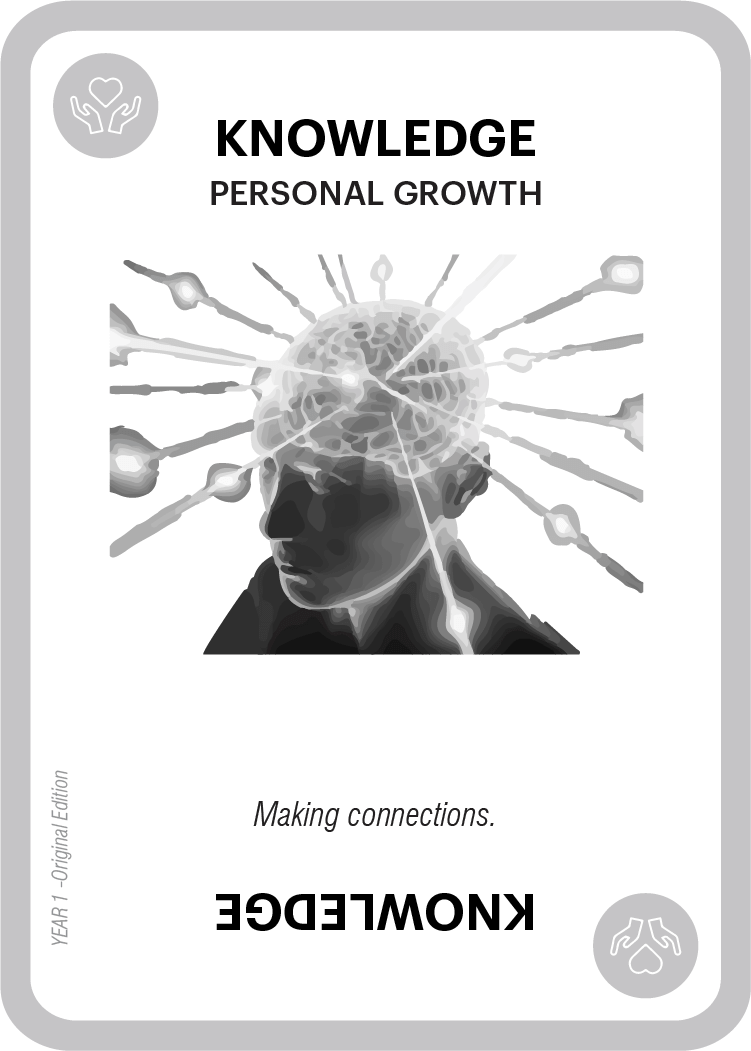 KNOWLEDGE
PERSONAL GROWTH
Making connections.
KNOWLEDGE
YEAR 1 -Original Edition